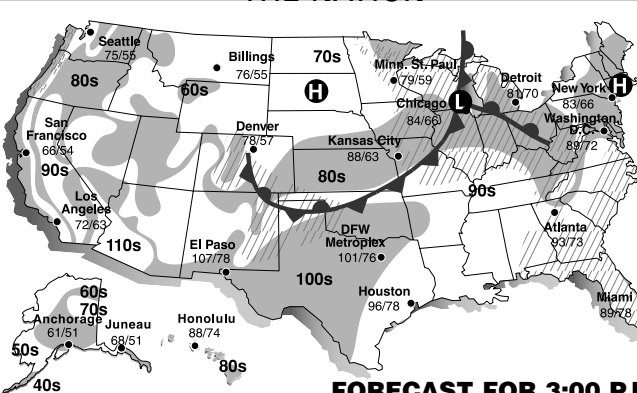 Seattle
75/55
80s
Billings
76/55
60s
70s
H
Minn. St. Paul
79/59
Detroit
81/70
New York
83/66
H
Chicago
84/66
L
Washington,
D.C.
89/72
San
Francisco
66/54
90s
Denver
78/57
Kansas City
88/63
80s
90s
Los
Angeles
72/63
110s
El Paso
107/78
DFW
Metroplex
101/76
100s
Atlanta
93/73
Houston
96/78
Miami
89/78
60s
70s
Anchorage
61/51
Juneau
68/51
50s
40s
Honolulu
88/74
80s
FORECAST FOR 3:00 P.